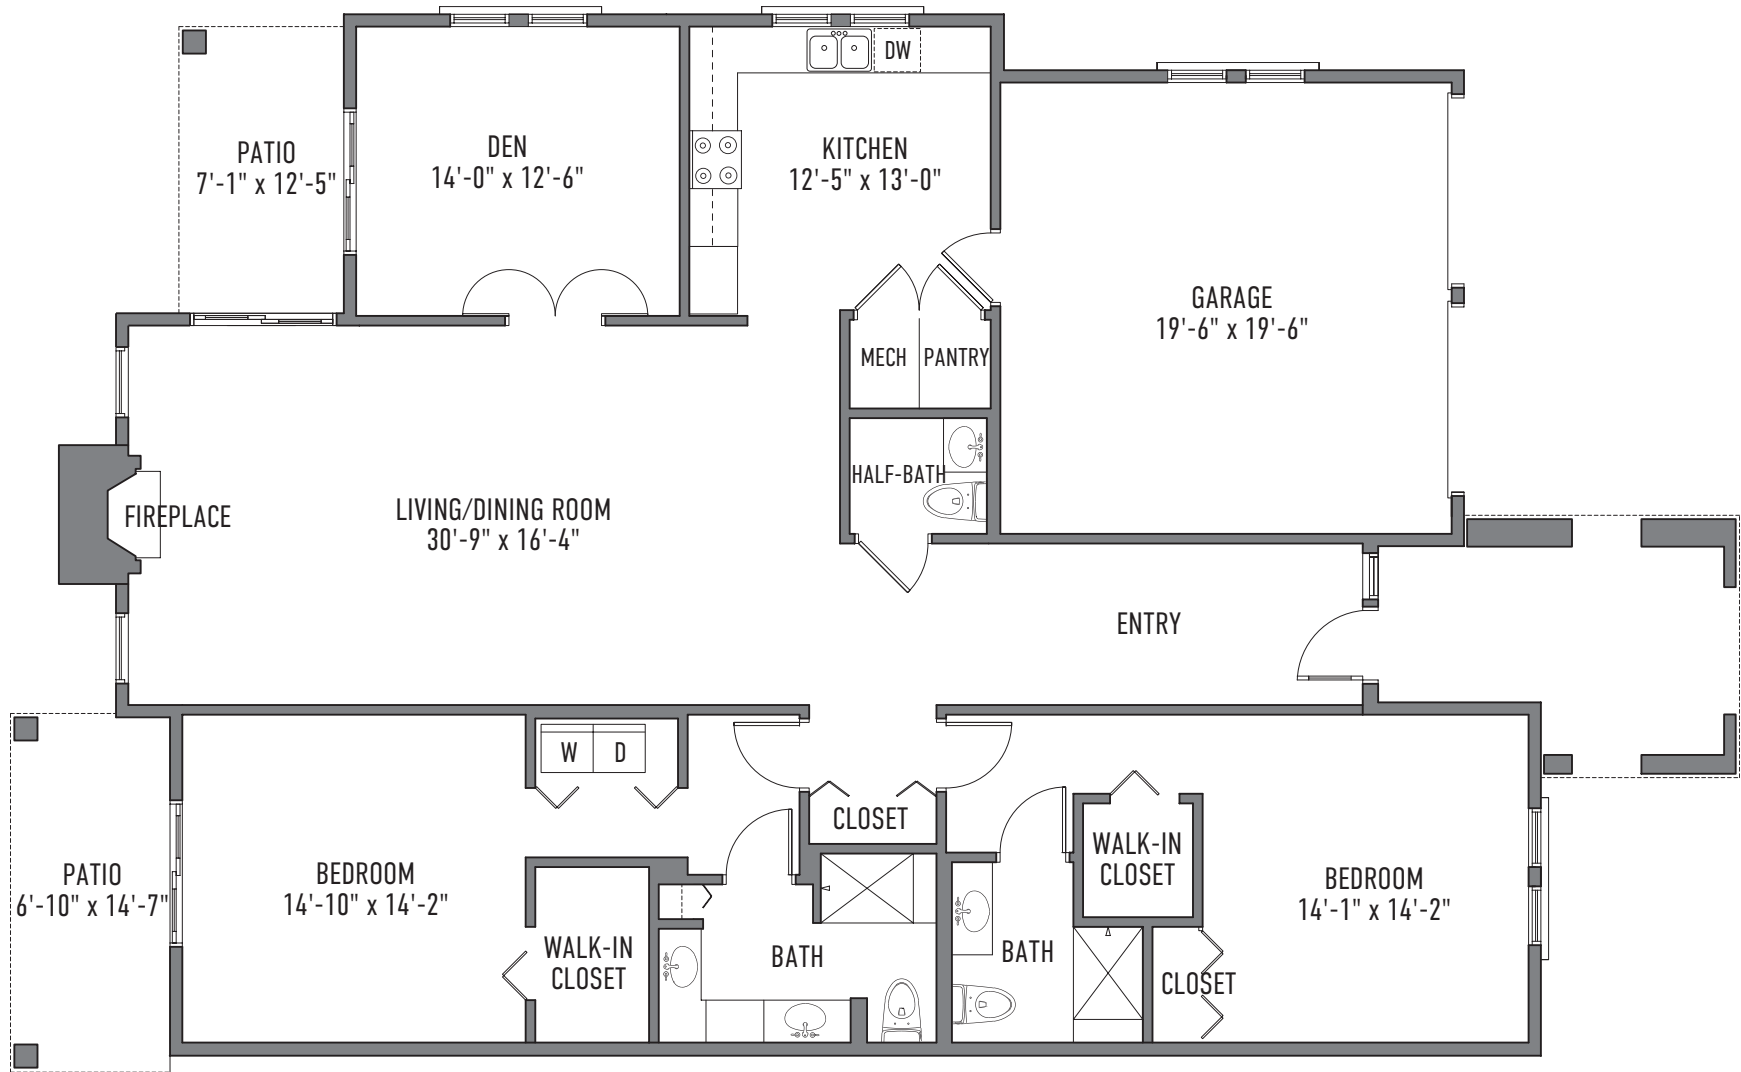 DW
PATIO
7'-1" x 12'-5"
DEN
14'-0" x 12'-6"
KITCHEN
12'-5" x 13'-0"
GARAGE
19'-6" x 19'-6"
MECH
PANTRY
HALF-BATH
FIREPLACE
LIVING/DINING ROOM
30'-9" x 16'-4"
ENTRY
W
D
CLOSET
PATIO
6'-10" x 14'-7"
BEDROOM
14'-10" x 14'-2"
WALK-IN
CLOSET
BATH
BATH
WALK-IN
CLOSET
CLOSET
BEDROOM
14'-1" x 14'-2"